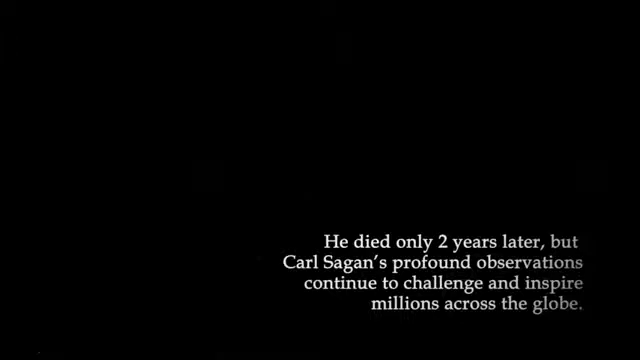 He died only 2 years later, but
Carl Sagan's profound observations
continue to challenge and inspire
millions across the globe.